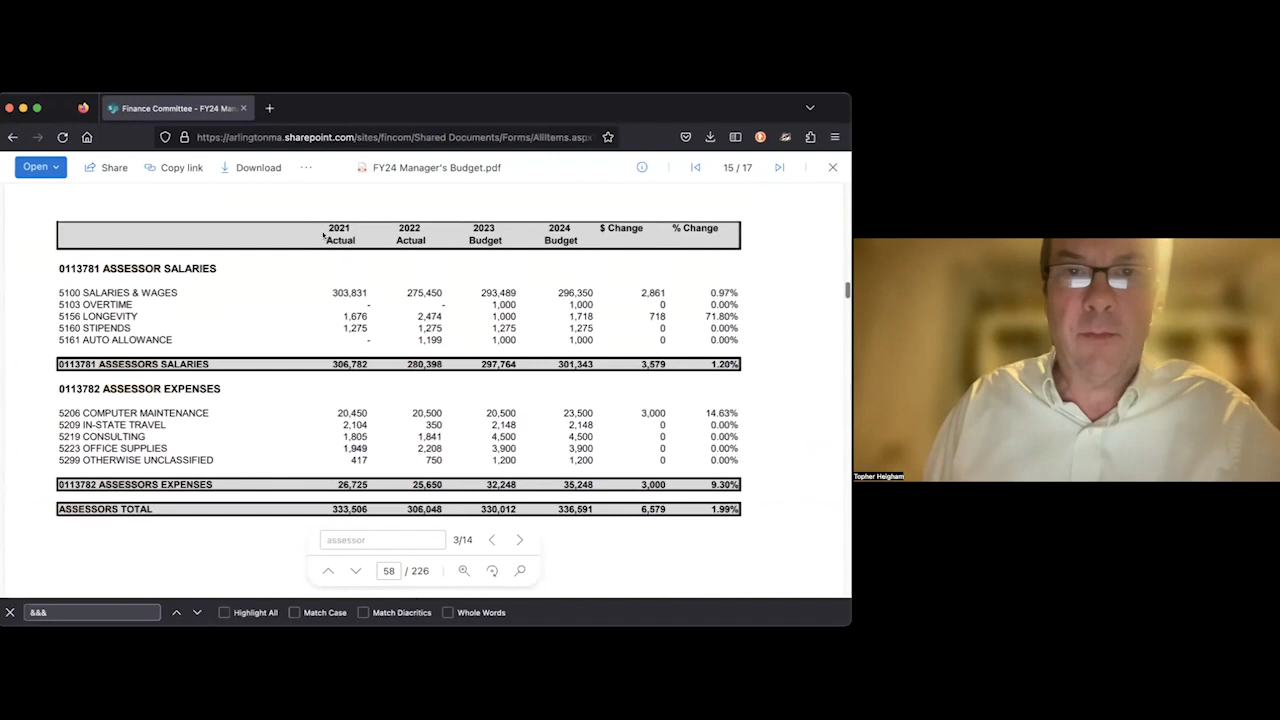 Finance Committee - FY24 Man
https://arlingtonma.sharepoint.com/sites/fincom/Shared Documents/Forms/AllItems.aspx
Open Share Copy link Download ... FY24 Manager's Budget.pdf 15 / 17
2021 2022 2023 2024 $ Change % Change
Actual Actual Budget Budget
0113781 ASSESSOR SALARIES
5100 SALARIES & WAGES 303,831 275,450 293,489 296,350 2,861 0.97%
5103 OVERTIME - - 1,000 1,000 0 0.00%
5156 LONGEVITY 1,676 2,474 1,000 1,718 718 71.80%
5160 STIPENDS 1,275 1,275 1,275 1,275 0 0.00%
5161 AUTO ALLOWANCE - 1,199 1,000 1,000 0 0.00%
0113781 ASSESSORS SALARIES 306,782 280,398 297,764 301,343 3,579 1.20%
0113782 ASSESSOR EXPENSES
5206 COMPUTER MAINTENANCE 20,450 20,500 20,500 23,500 3,000 14.63%
5209 IN-STATE TRAVEL 2,104 350 2,148 2,148 0 0.00%
5219 CONSULTING 1,805 1,841 4,500 4,500 0 0.00%
5223 OFFICE SUPPLIES 1,949 2,208 3,900 3,900 0 0.00%
5299 OTHERWISE UNCLASSIFIED 417 750 1,200 1,200 0 0.00%
0113782 ASSESSORS EXPENSES 26,725 25,650 32,248 35,248 3,000 9.30%
ASSESSORS TOTAL 333,506 306,048 330,012 336,591 6,579 1.99%
assessor 3/14
58 / 226
&&& Highlight All Match Case Match Diacritics Whole Words
Topher Heigham